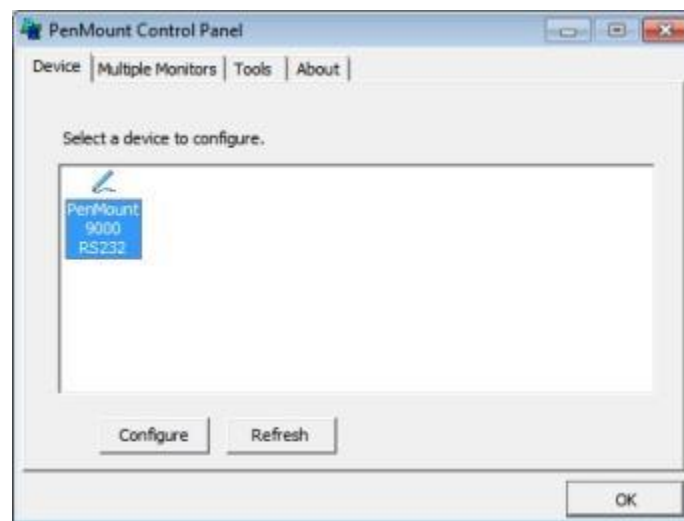 PenMount Control Panel
Device Multiple Monitors Tools About
Select a device to configure.
PenMount
9000
RS232
Configure Refresh
OK